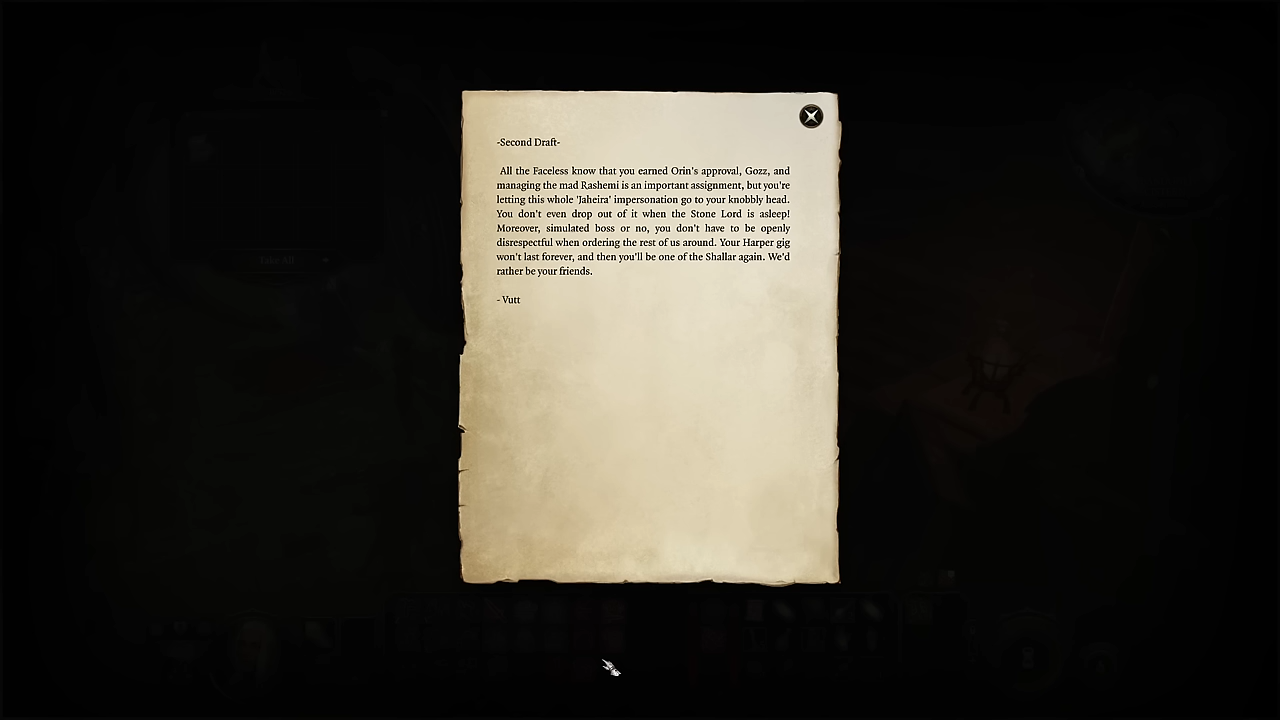 -Second Draft-
All the Faceless know that you earned Orin's approval, Gozz, and
managing the mad Rashemi is an important assignment, but you're
letting this whole 'Jaheira' impersonation go to your knobbly head.
You don't even drop out of it when the Stone Lord is asleep!
Moreover, simulated boss or no, you don't have to be openly
disrespectful when ordering the rest of us around. Your Harper gig
won't last forever, and then you'll be one of the Shallar again. We'd
rather be your friends.
- Vutt
Take All